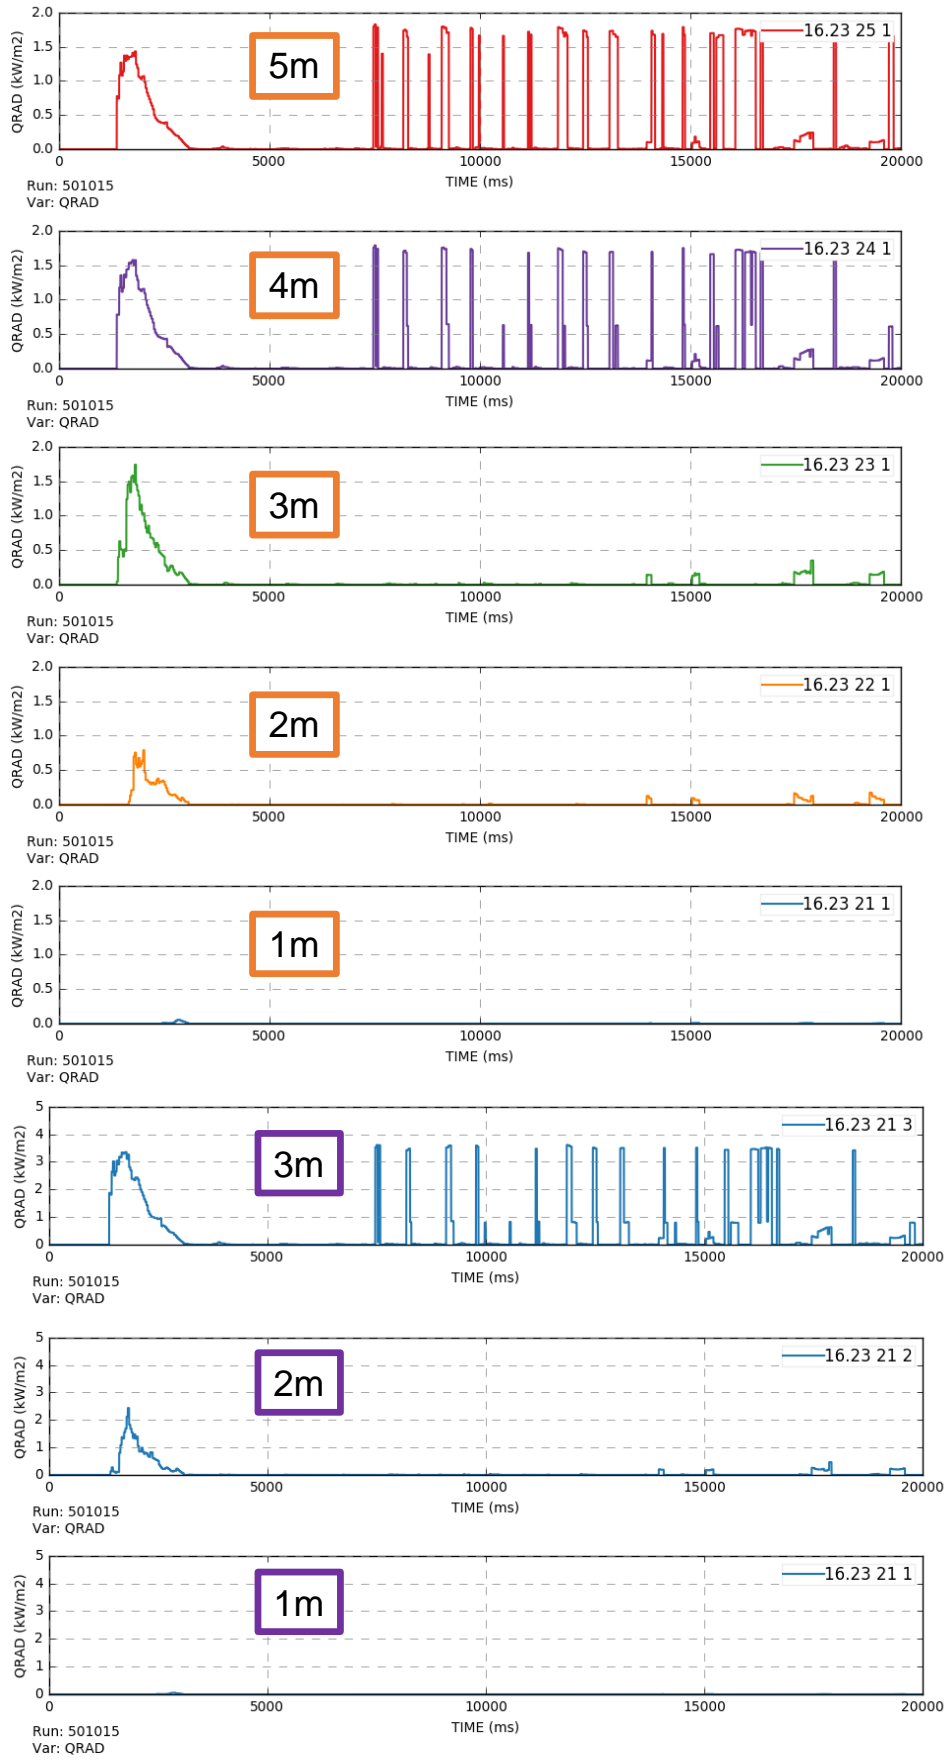 2.0
16.23 25 1
1.5
5m
1.0
0.5
0.0
QRAD (kW/m2)
0 5000 10000 15000 20000
TIME (ms)
Run: 501015
Var: QRAD
2.0
16.23 24 1
1.5
4m
1.0
0.5
0.0
QRAD (kW/m2)
0 5000 10000 15000 20000
TIME (ms)
Run: 501015
Var: QRAD
2.0
16.23 23 1
1.5
3m
1.0
0.5
0.0
QRAD (kW/m2)
0 5000 10000 15000 20000
TIME (ms)
Run: 501015
Var: QRAD
2.0
16.23 22 1
1.5
2m
1.0
0.5
0.0
QRAD (kW/m2)
0 5000 10000 15000 20000
TIME (ms)
Run: 501015
Var: QRAD
2.0
16.23 21 1
1.5
1m
1.0
0.5
0.0
QRAD (kW/m2)
0 5000 10000 15000 20000
TIME (ms)
Run: 501015
Var: QRAD
5
16.23 21 3
4
3m
3
2
1
0
QRAD (kW/m2)
0 5000 10000 15000 20000
TIME (ms)
Run: 501015
Var: QRAD
5
16.23 21 2
4
2m
3
2
1
0
QRAD (kW/m2)
0 5000 10000 15000 20000
TIME (ms)
Run: 501015
Var: QRAD
5
16.23 21 1
4
1m
3
2
1
0
QRAD (kW/m2)
0 5000 10000 15000 20000
TIME (ms)
Run: 501015
Var: QRAD